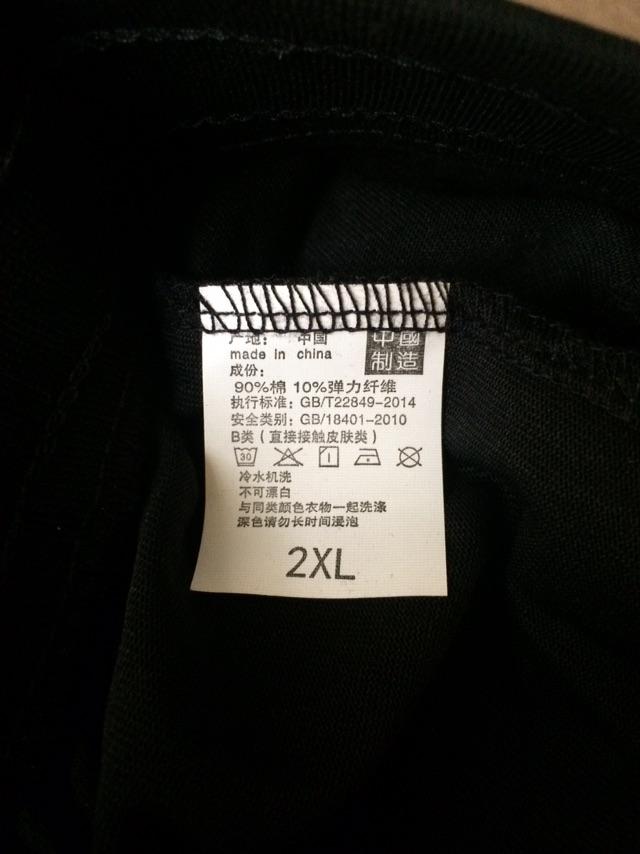 产地： 中国
中國
制造
made in china
成份：
90%棉 10%弹力纤维
执行标准：GB/T22849-2014
安全类别：GB/18401-2010
B类（直接接触皮肤类）
30
冷水机洗
不可漂白
与同类颜色衣物一起洗涤
深色请勿长时间浸泡
2XL